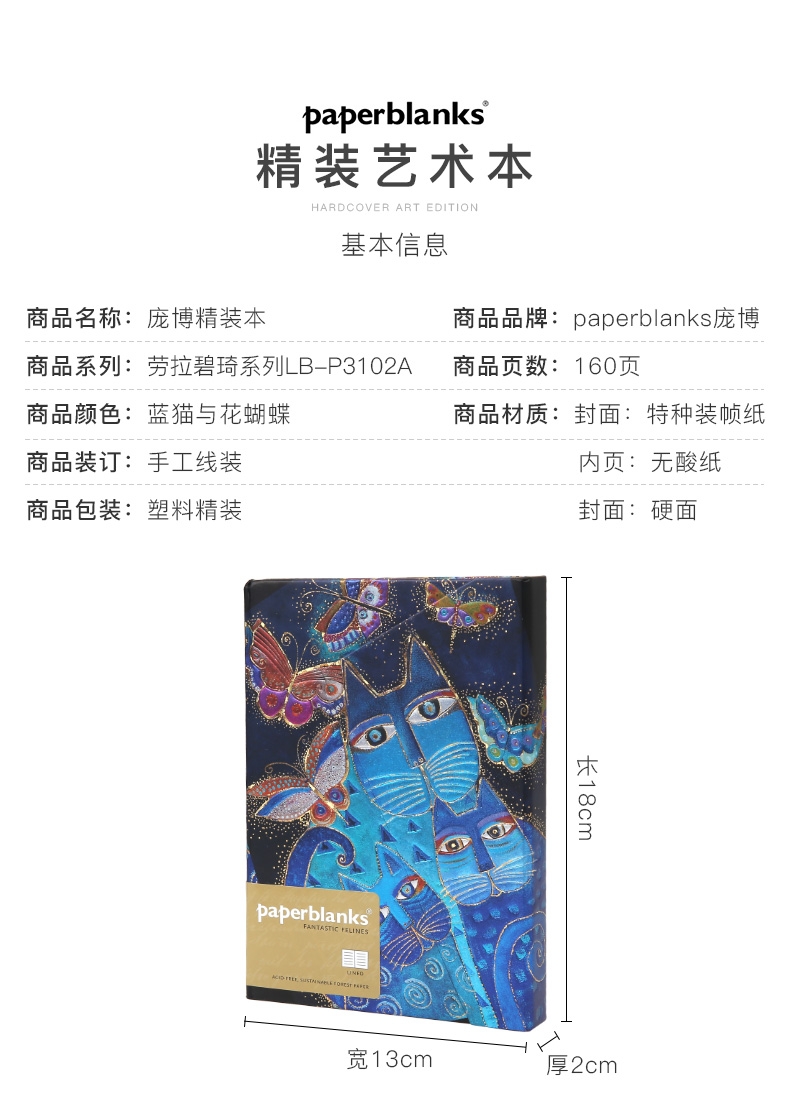 paperblanks®
精装艺术本
HARDCOVER ART EDITION
基本信息
商品名称：庞博精装本
商品品牌：paperblanks庞博
商品系列：劳拉碧琦系列LB-P3102A
商品页数：160页
商品颜色：蓝猫与花蝴蝶
商品材质：封面：特种装帧纸
商品装订：手工线装
内页：无酸纸
商品包装：塑料精装
封面：硬面
长18cm
paperblanks®
FANTASTIC FELINES
LINED
ACID-FREE, SUSTAINABLE FOREST PAPER
宽13cm
厚2cm